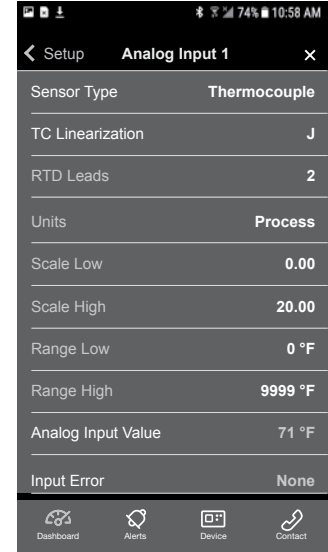 74% 10:58 AM
Setup Analog Input 1 ×
Sensor Type Thermocouple
TC Linearization J
RTD Leads 2
Units Process
Scale Low 0.00
Scale High 20.00
Range Low 0 °F
Range High 9999 °F
Analog Input Value 71 °F
Input Error None
Dashboard Alerts Device Contact